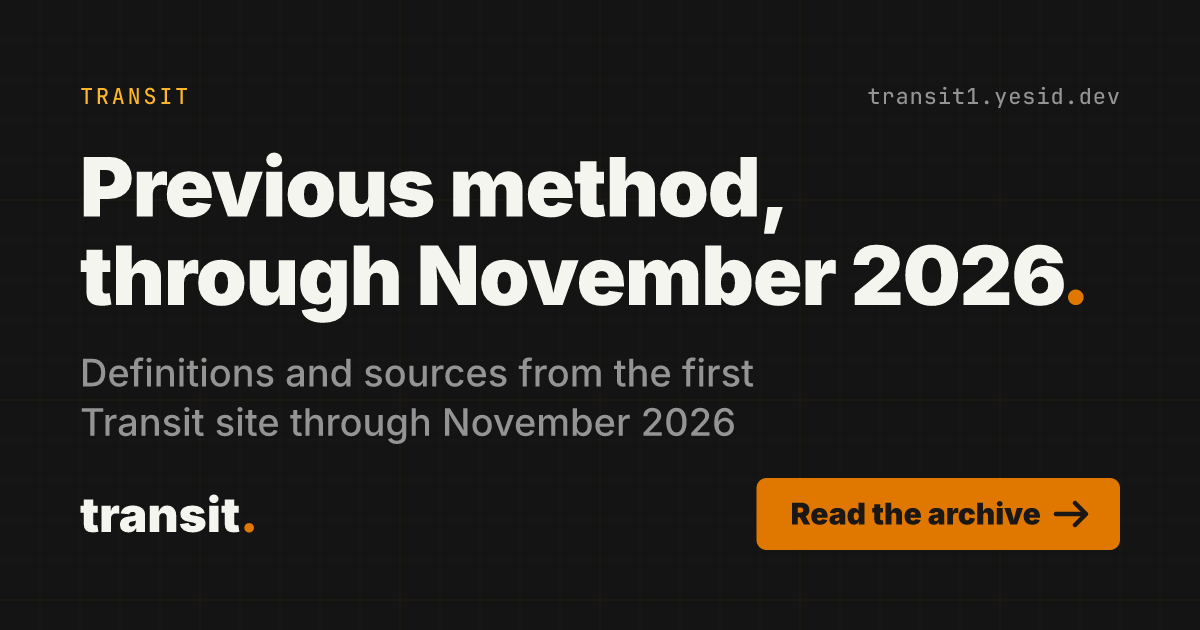 TRANSIT
transit1.yesid.dev
Previous method,
through November 2026.
Definitions and sources from the first
Transit site through November 2026
transit.
Read the archive →